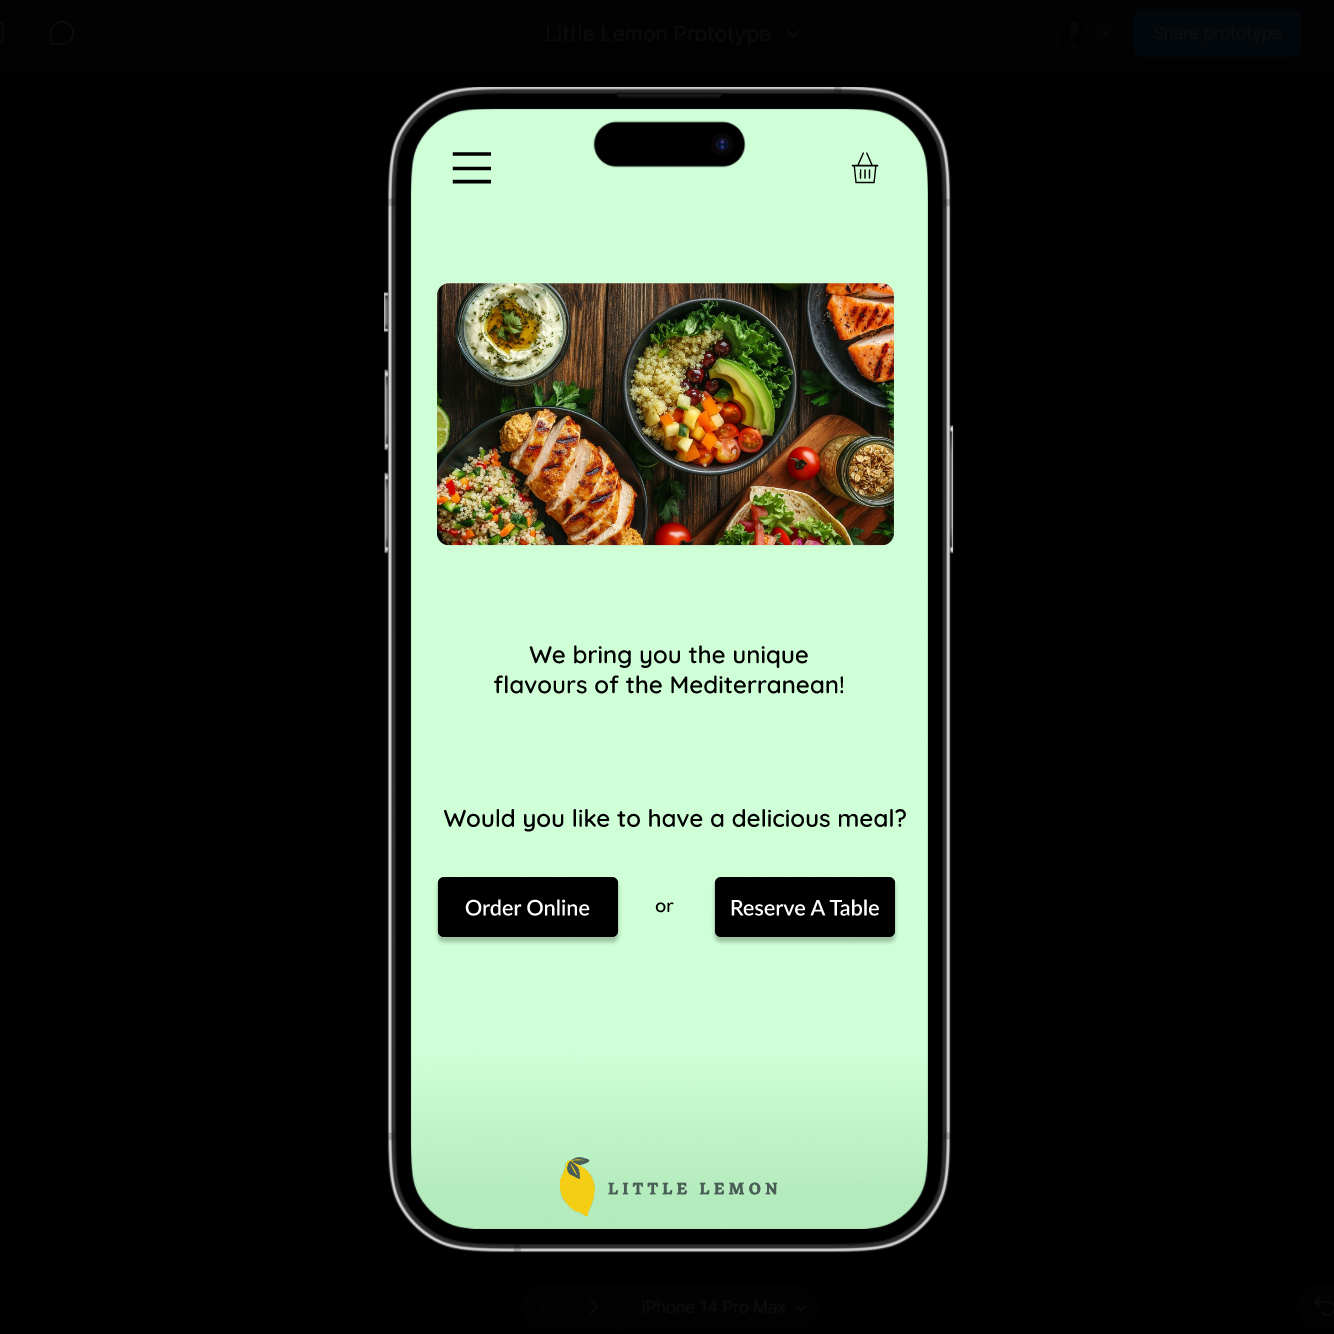 Little Lemon Prototype
Share prototype
We bring you the unique
flavours of the Mediterranean!
Would you like to have a delicious meal?
Order Online
or
Reserve A Table
LITTLE LEMON
iPhone 14 Pro Max